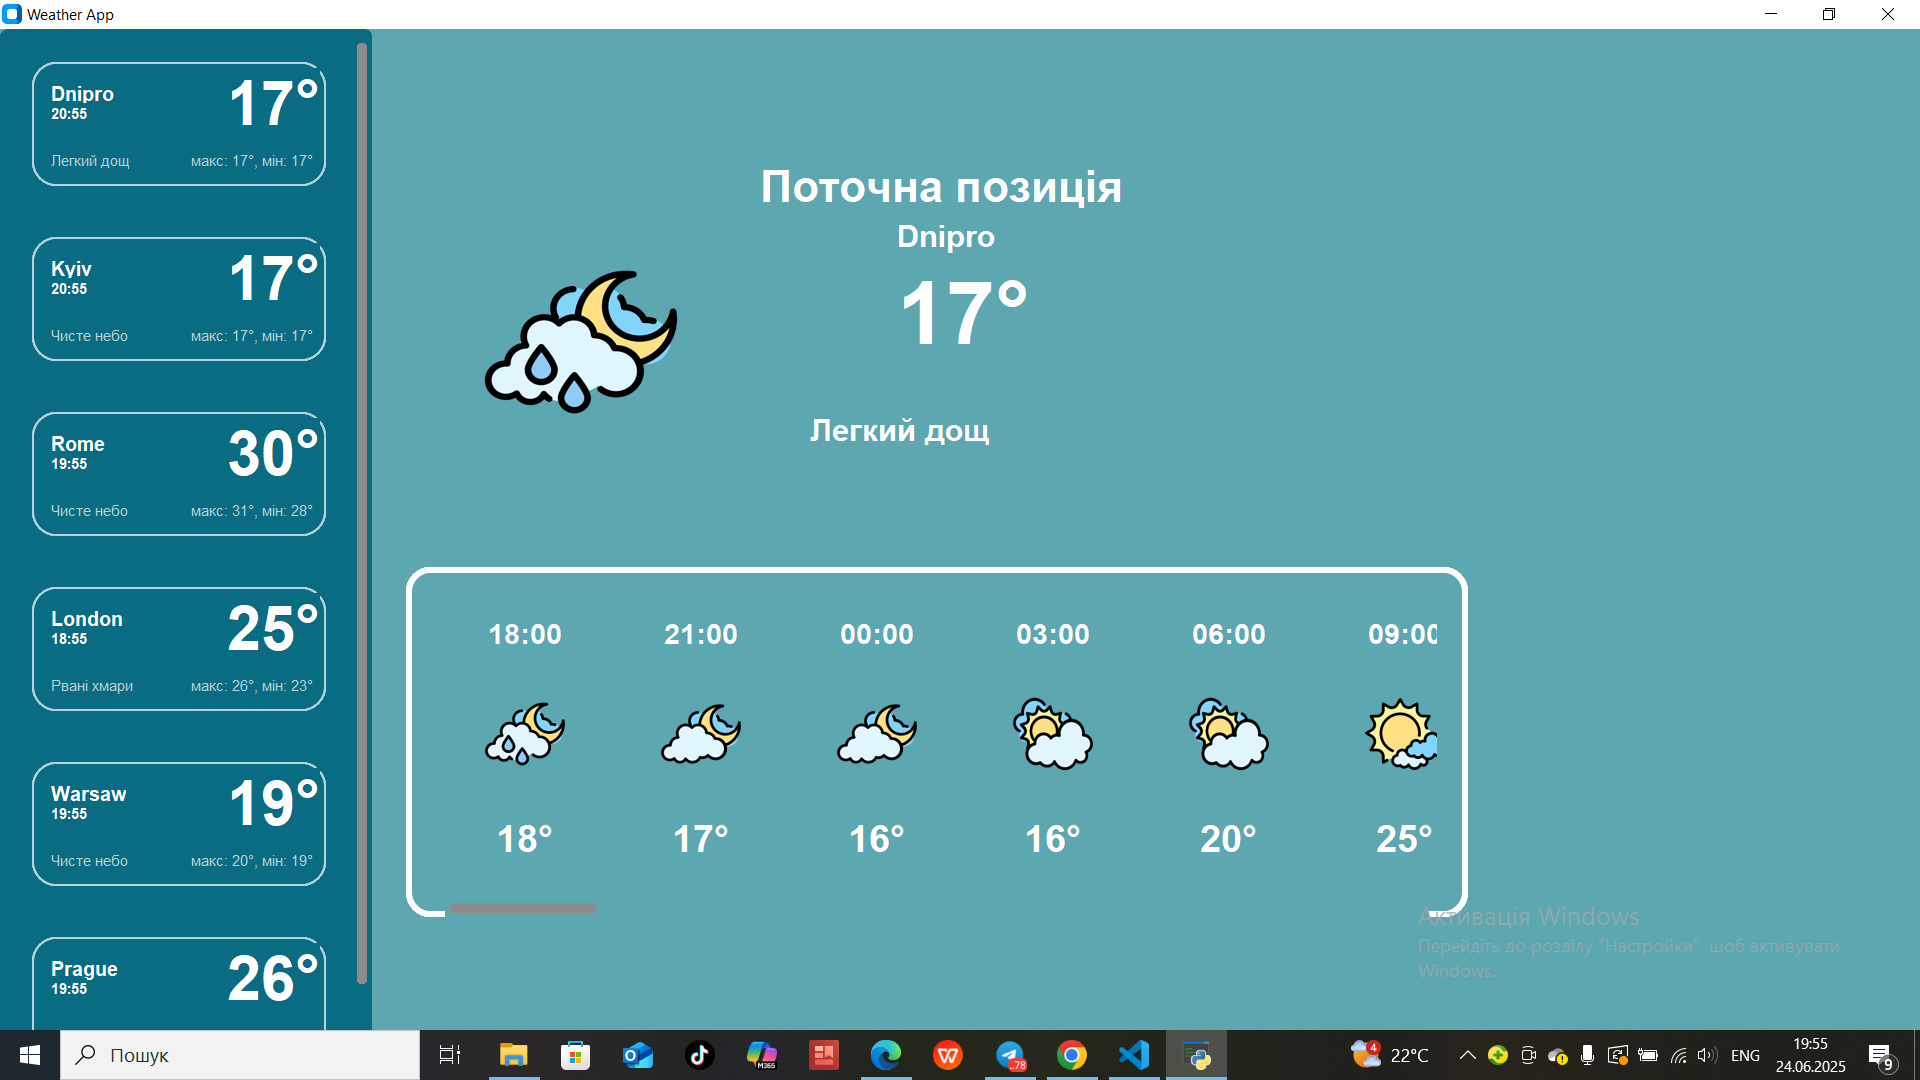 Weather App
Dnipro
20:55
17°
Легкий дощ
макс: 17°, мін: 17°
Kyiv
20:55
17°
Чисте небо
макс: 17°, мін: 17°
Rome
19:55
30°
Чисте небо
макс: 31°, мін: 28°
London
18:55
25°
Рвані хмари
макс: 26°, мін: 23°
Warsaw
19:55
19°
Чисте небо
макс: 20°, мін: 19°
Prague
19:55
26°
Поточна позиція
Dnipro
17°
Легкий дощ
18:00 21:00 00:00 03:00 06:00 09:00
18° 17° 16° 16° 20° 25°
Активація Windows
Перейдіть до розділу "Настройки", щоб активувати
Windows.
Пошук
M365
..78
4
22°C
ENG
19:55
24.06.2025
9